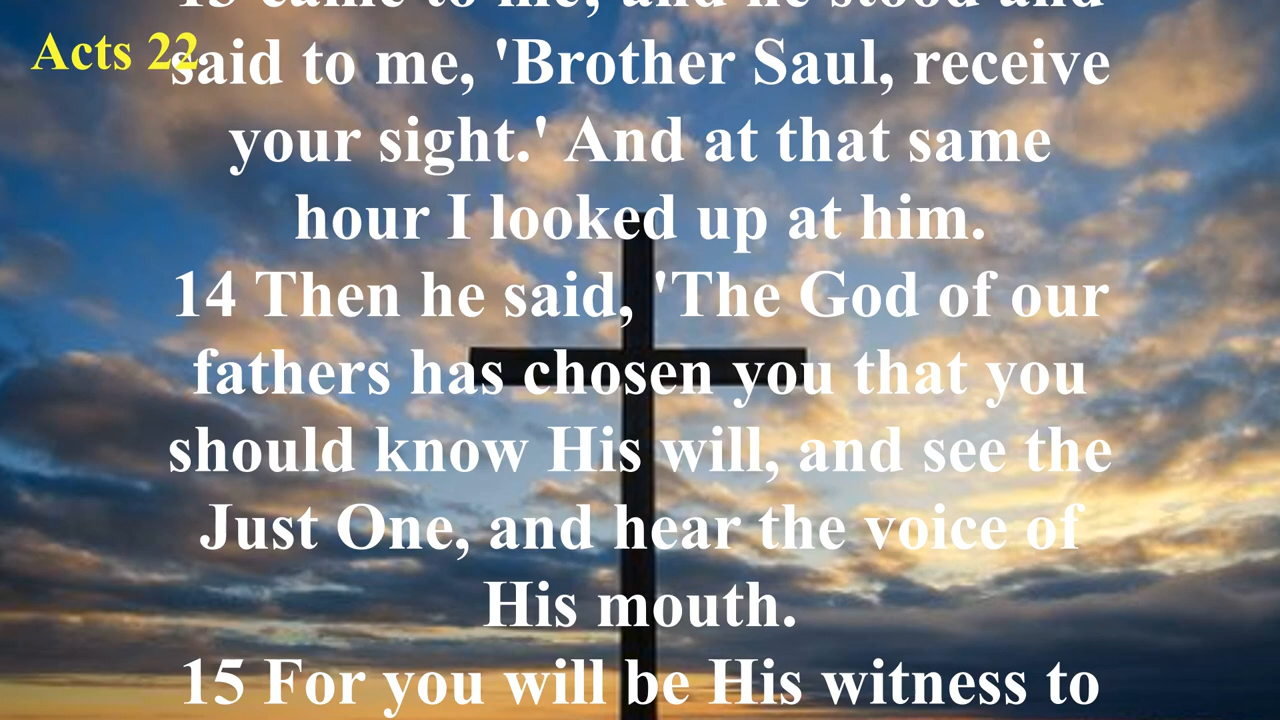 13 came to me; and he stood and
Acts 22
said to me, 'Brother Saul, receive
your sight.' And at that same
hour I looked up at him.
14 Then he said, 'The God of our
fathers has chosen you that you
should know His will, and see the
Just One, and hear the voice of
His mouth.
15 For you will be His witness to